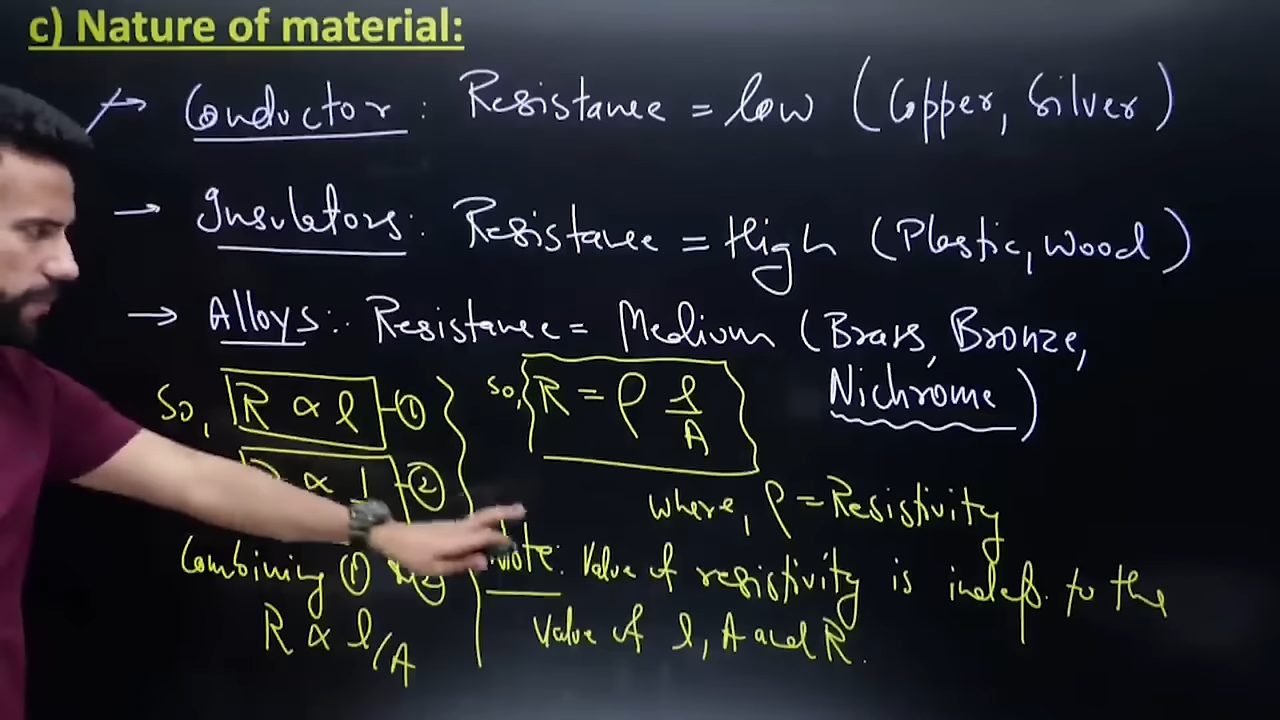 c) Nature of material:
→ Conductor : Resistance = low (Copper, Silver)
→ Insulators: Resistance = High (Plastic, wood)
→ Alloys:. Resistance = Medium (Brass, Bronze,
Nichrome)
So, R ∝ l - ①
R ∝ 1 - ②
Combining ①
R ∝ l/A
so, R = ρ l/A
where, ρ = Resistivity
Note: Value of resistivity is indep. to the
Value of l, A and R.